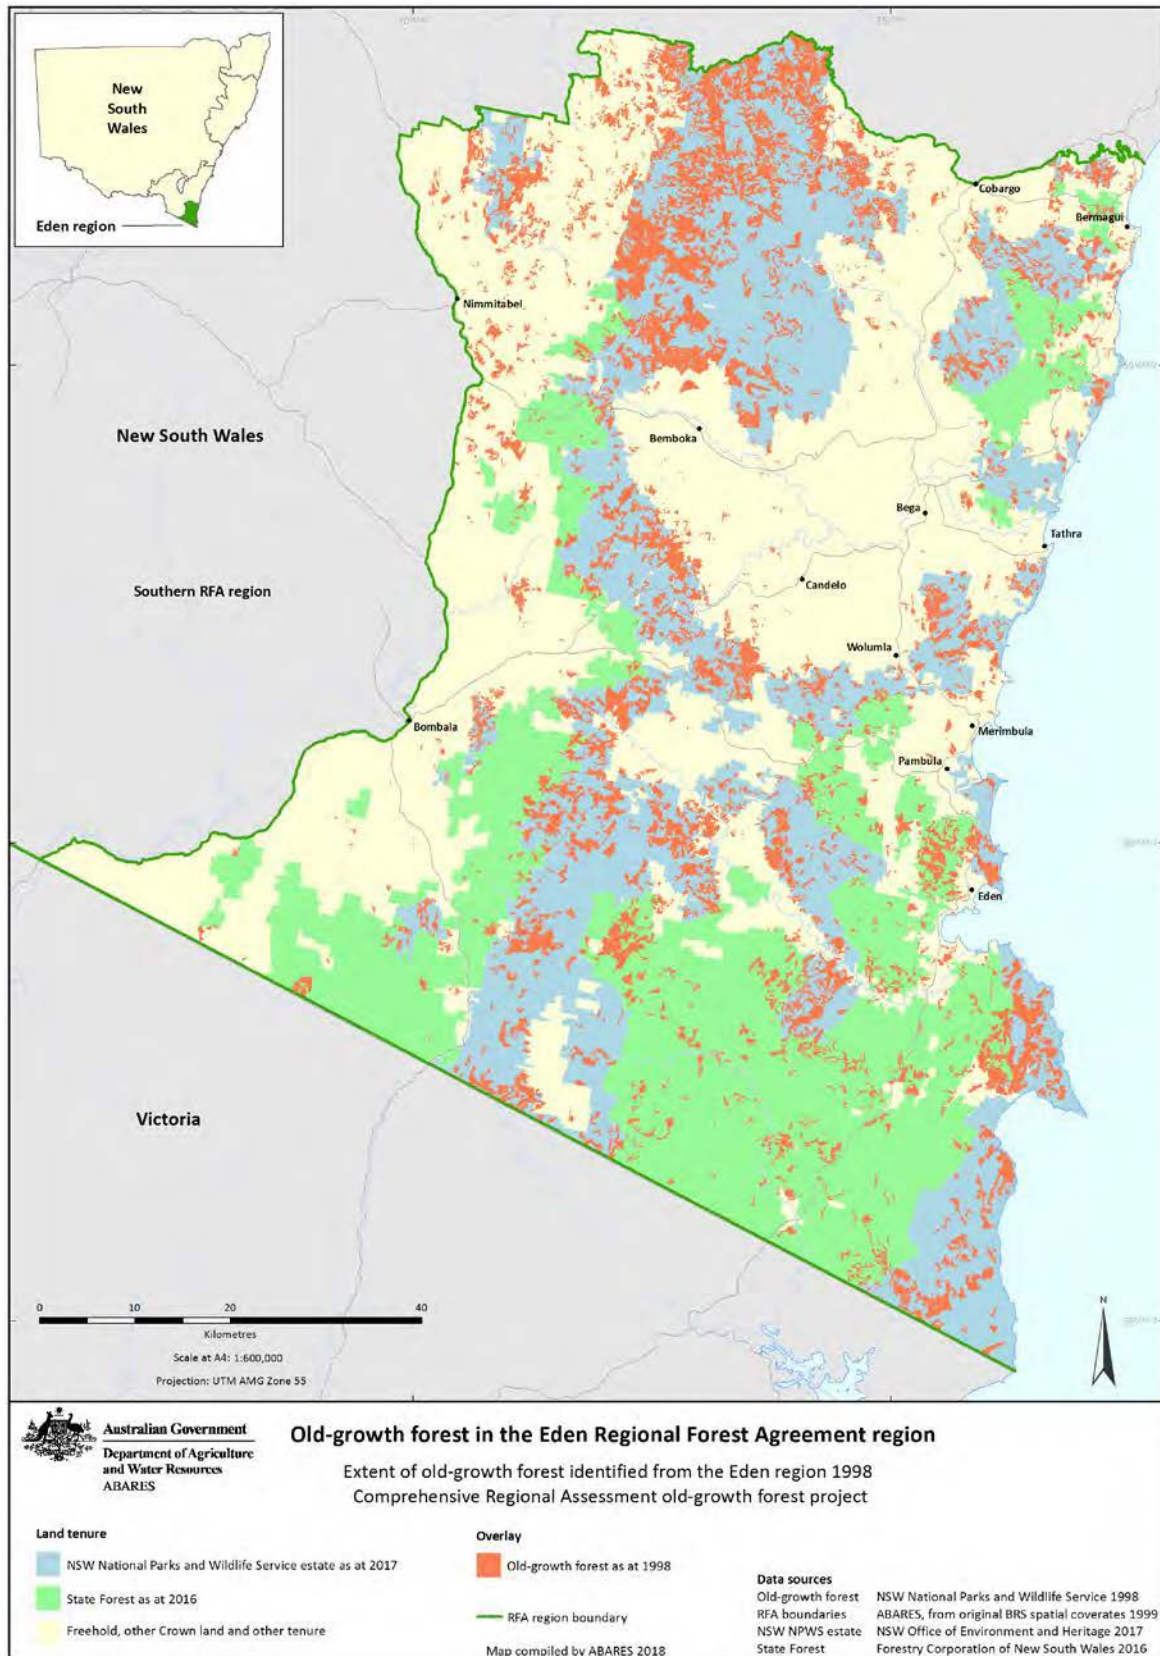 New
South
Wales
Eden region
Cobargo
Bermagui
Nimmitabel
New South Wales
Bemboka
Bega
Tathra
Southern RFA region
Candelo
Wolumla
Bombala
Merimbula
Pambula
Eden
Victoria
N
0 10 20 40
Kilometres
Scale at A4: 1:600,000
Projection: UTM AMG Zone 55
Australian Government
Department of Agriculture
and Water Resources
ABARES
Old-growth forest in the Eden Regional Forest Agreement region
Extent of old-growth forest identified from the Eden region 1998
Comprehensive Regional Assessment old-growth forest project
Land tenure
NSW National Parks and Wildlife Service estate as at 2017
State Forest as at 2016
Freehold, other Crown land and other tenure
Overlay
Old-growth forest as at 1998
RFA region boundary
Map compiled by ABARES 2018
Data sources
Old-growth forest NSW National Parks and Wildlife Service 1998
RFA boundaries ABARES, from original BRS spatial coverates 1999
NSW NPWS estate NSW Office of Environment and Heritage 2017
State Forest Forestry Corporation of New South Wales 2016